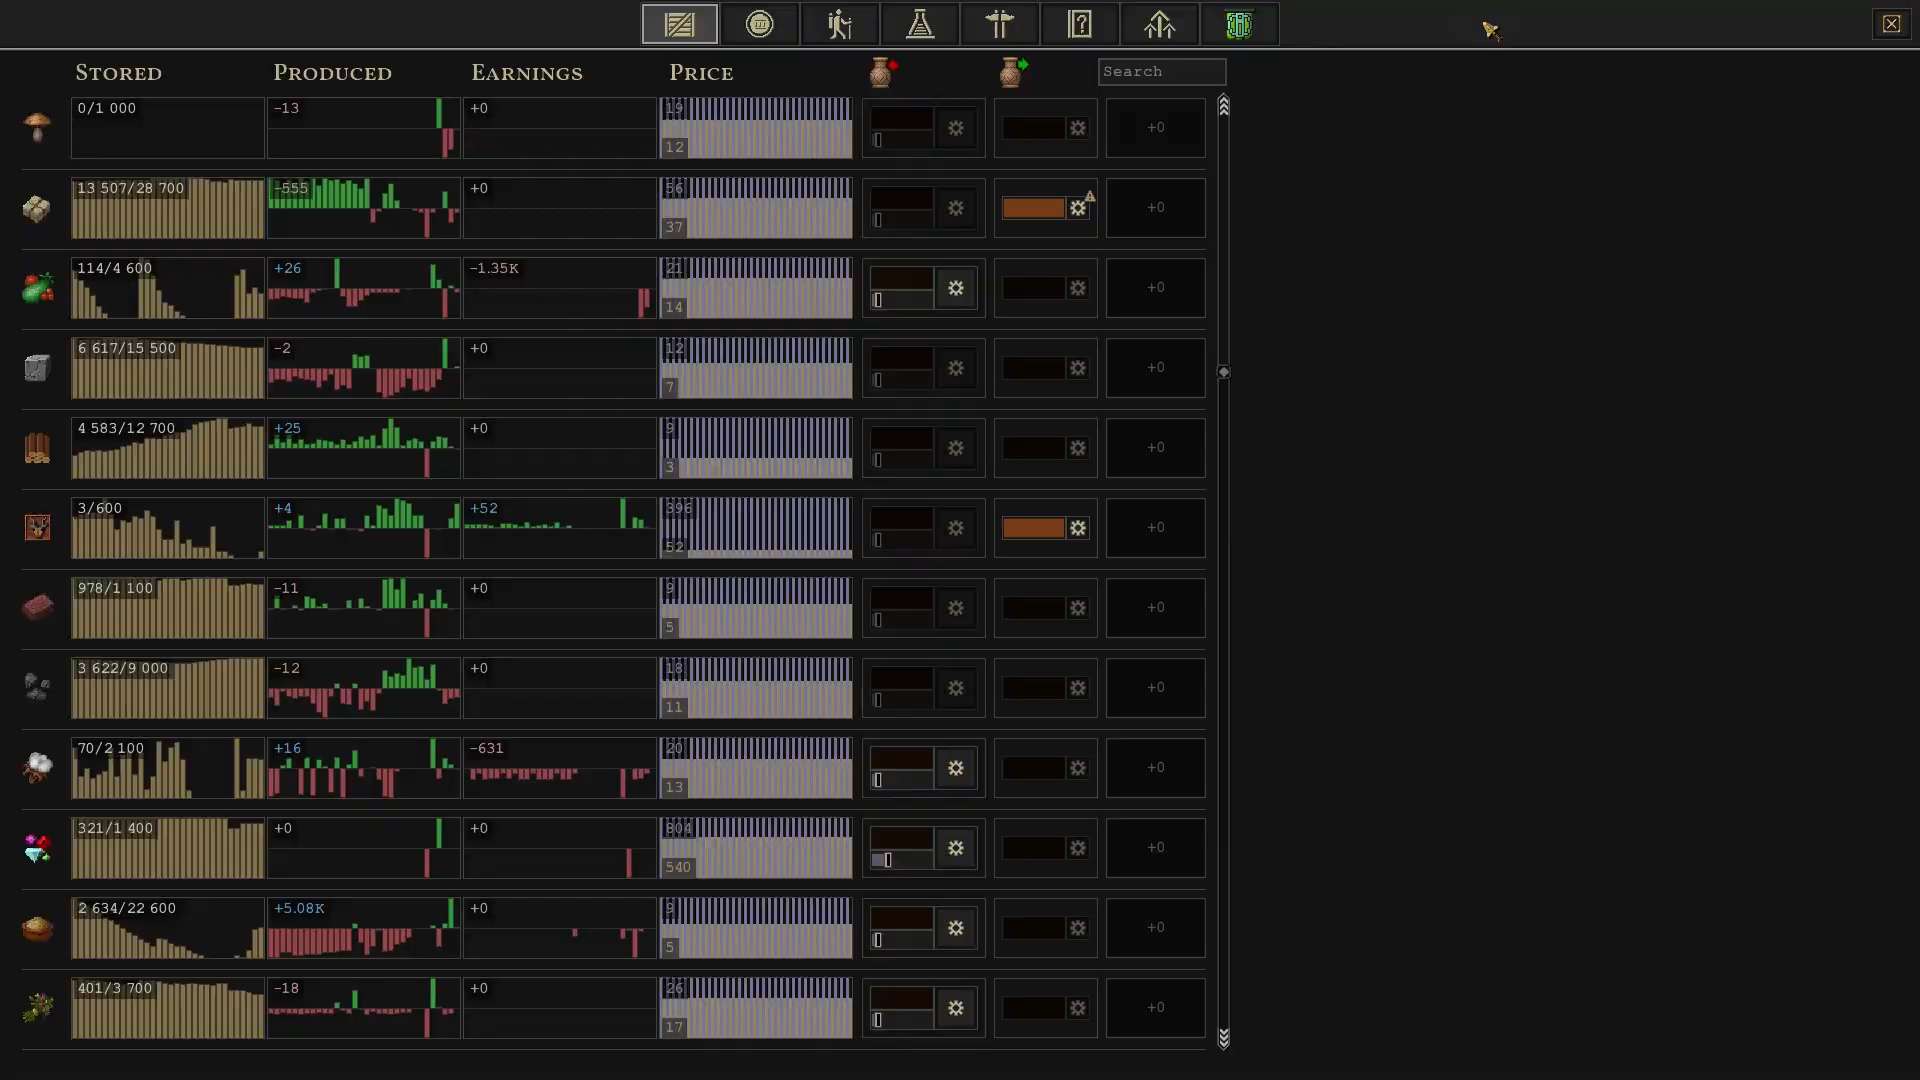 STORED PRODUCED EARNINGS PRICE Search
0/1 000 -13 +0 19 12 +0
13 507/28 700 -555 +0 56 37 +0
114/4 600 +26 -1.35K 21 14 +0
6 617/15 500 -2 +0 12 7 +0
4 583/12 700 +25 +0 9 3 +0
3/600 +4 +52 396 52 +0
978/1 100 -11 +0 9 5 +0
3 622/9 000 -12 +0 18 11 +0
70/2 100 +16 -631 20 13 +0
321/1 400 +0 +0 804 540 +0
2 634/22 600 +5.08K +0 9 5 +0
401/3 700 -18 +0 26 17 +0